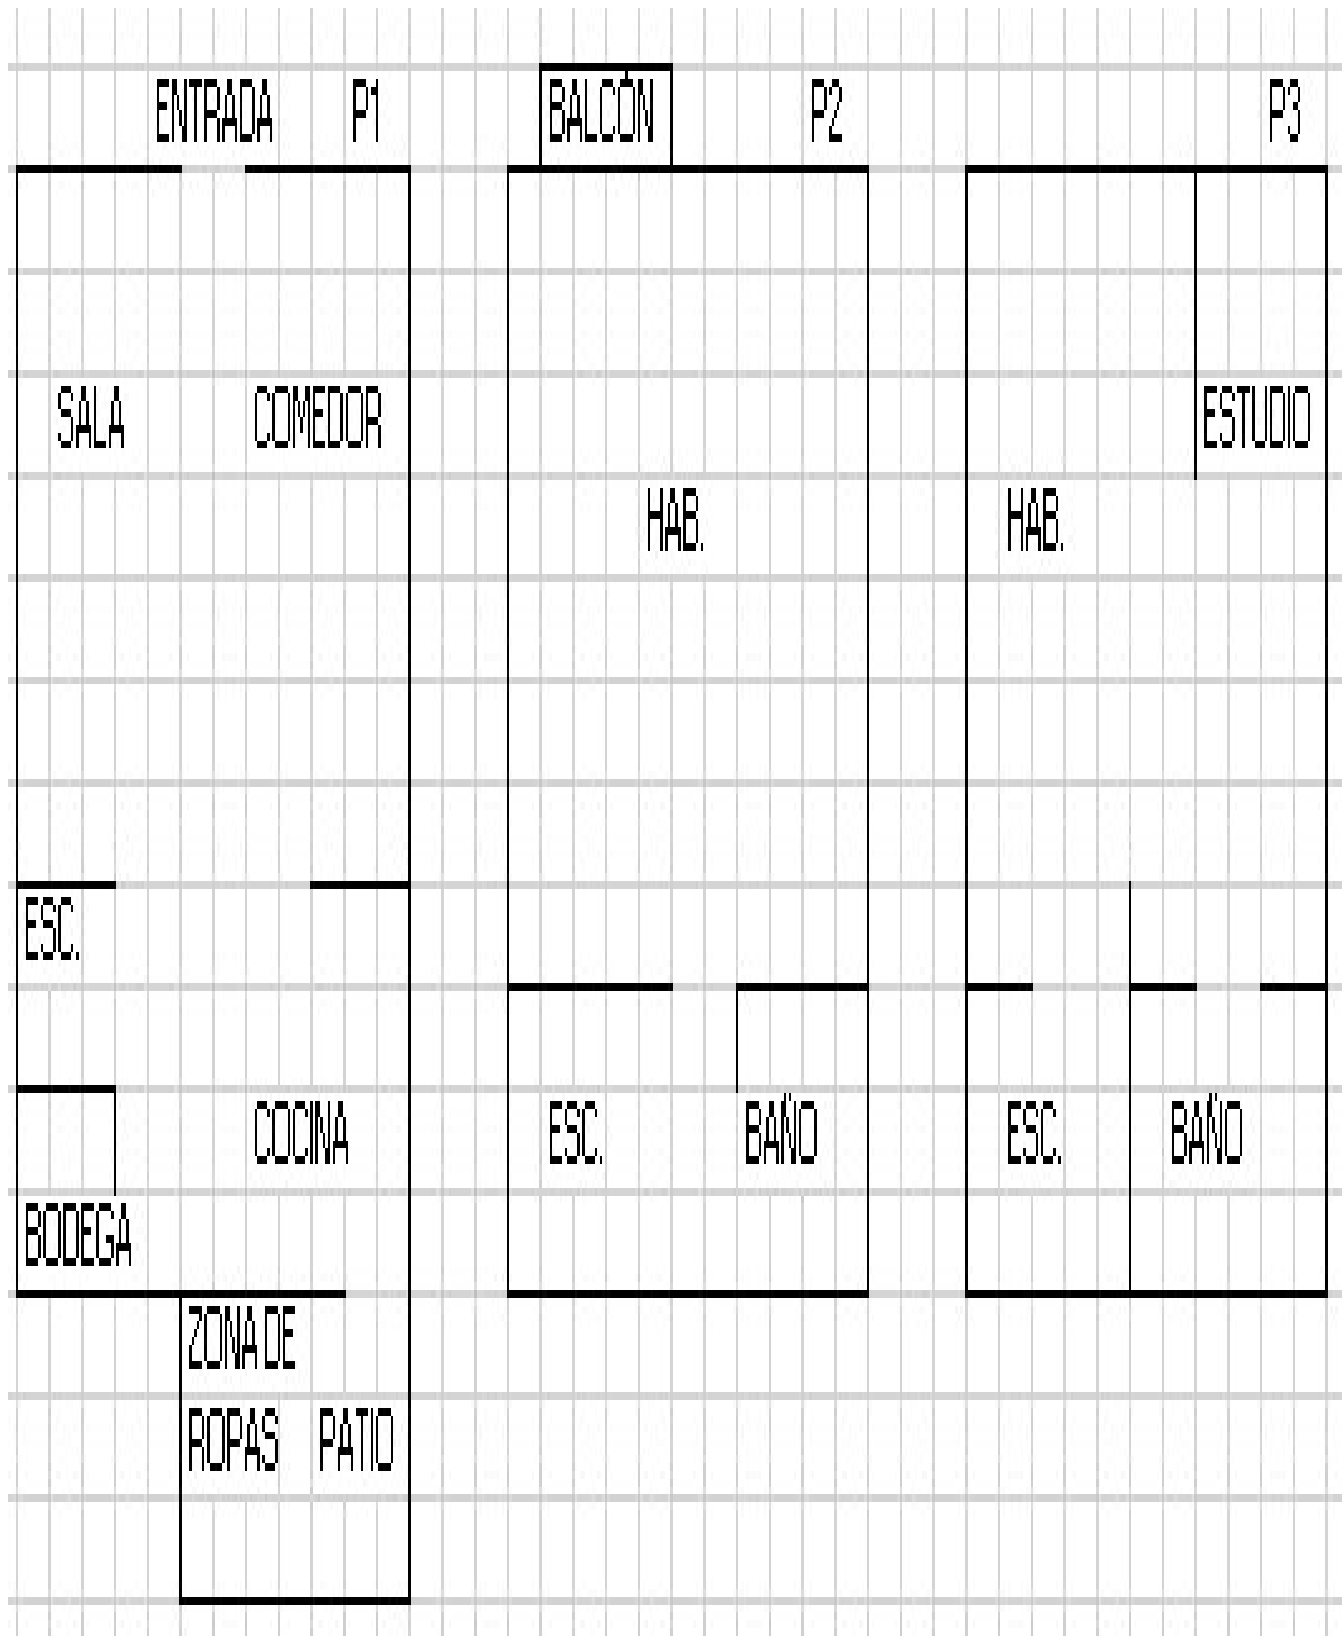 ENTRADA P1
BALCÓN P2
P3
SALA COMEDOR
ESTUDIO
HAB.
HAB.
ESC.
COCINA
ESC. BAÑO
ESC. BAÑO
BODEGA
ZONA DE
ROPAS PATIO